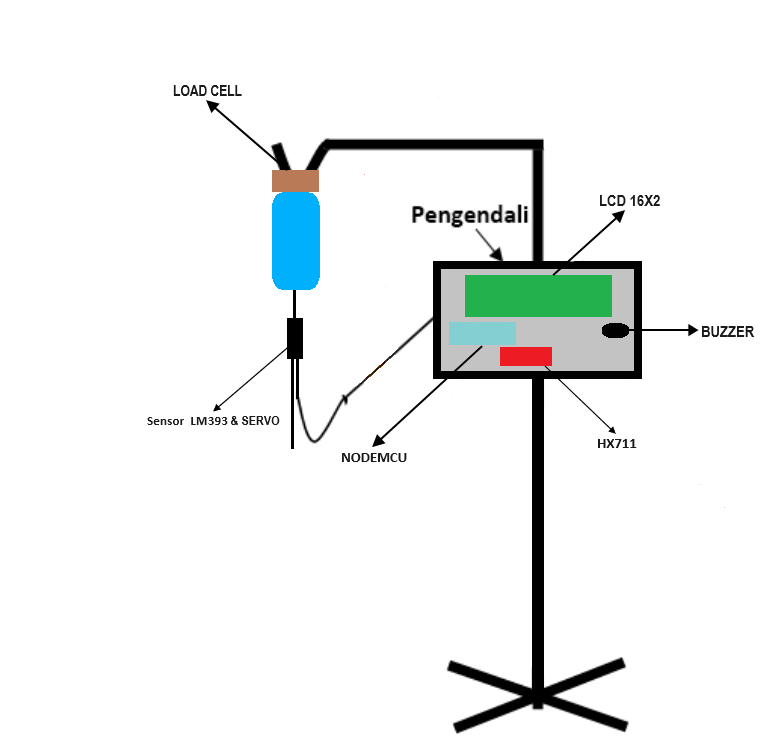 LOAD CELL
LCD 16X2
Pengendali
BUZZER
Sensor LM393 & SERVO
HX711
NODEMCU